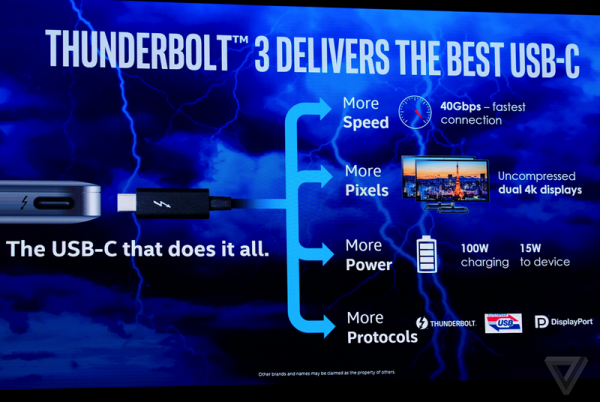 THUNDERBOLT™ 3 DELIVERS THE BEST USB-C
More
Speed
40Gbps – fastest
connection
More
Pixels
Uncompressed
dual 4k displays
The USB-C that does it all.
More
Power
100W
charging
15W
to device
More
Protocols
THUNDERBOLT™
USB
DisplayPort
Other brands and names may be claimed as the property of others.